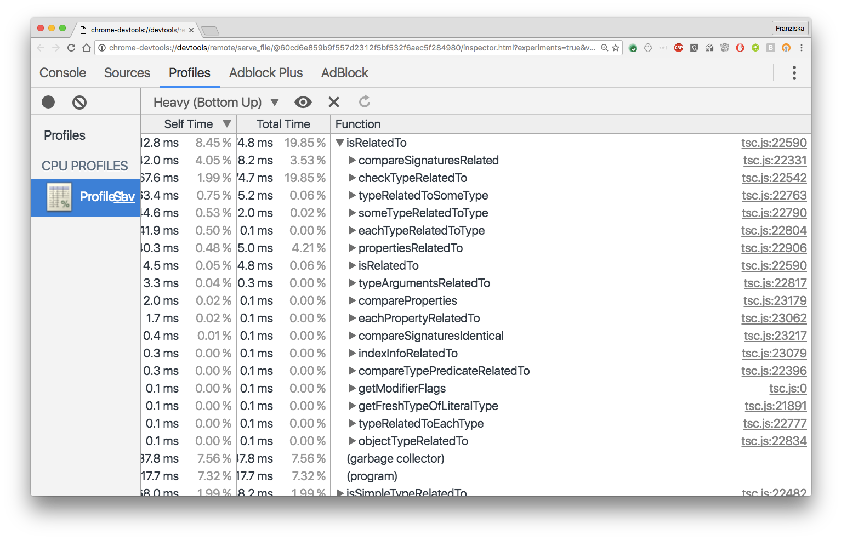 chrome-devtools://devtools/re
Franziska
chrome-devtools://devtools/remote/serve_file/@60cd6e859b9f557d2312f5bf532f6aec5f284980/inspector.html?experiments=true&w...
Console Sources Profiles Adblock Plus AdBlock
Heavy (Bottom Up)
Profiles
CPU PROFILES
Profile Sav
Self Time Total Time Function
12.8 ms 8.45 % 4.8 ms 19.85 % isRelatedTo tsc.js:22590
42.0 ms 4.05 % 8.2 ms 3.53 % compareSignaturesRelated tsc.js:22331
67.6 ms 1.99 % 74.7 ms 19.85 % checkTypeRelatedTo tsc.js:22542
63.4 ms 0.75 % 5.2 ms 0.06 % typeRelatedToSomeType tsc.js:22763
44.6 ms 0.53 % 2.0 ms 0.02 % someTypeRelatedToType tsc.js:22790
41.9 ms 0.50 % 0.1 ms 0.00 % eachTypeRelatedToType tsc.js:22804
40.3 ms 0.48 % 5.0 ms 4.21 % propertiesRelatedTo tsc.js:22906
4.5 ms 0.05 % 4.8 ms 0.06 % isRelatedTo tsc.js:22590
3.3 ms 0.04 % 0.3 ms 0.00 % typeArgumentsRelatedTo tsc.js:22817
2.0 ms 0.02 % 0.1 ms 0.00 % compareProperties tsc.js:23179
1.7 ms 0.02 % 0.1 ms 0.00 % eachPropertyRelatedTo tsc.js:23062
0.4 ms 0.01 % 0.1 ms 0.00 % compareSignaturesIdentical tsc.js:23217
0.3 ms 0.00 % 0.1 ms 0.00 % indexInfoRelatedTo tsc.js:23079
0.3 ms 0.00 % 0.1 ms 0.00 % compareTypePredicateRelatedTo tsc.js:22396
0.1 ms 0.00 % 0.1 ms 0.00 % getModifierFlags tsc.js:0
0.1 ms 0.00 % 0.1 ms 0.00 % getFreshTypeOfLiteralType tsc.js:21891
0.1 ms 0.00 % 0.1 ms 0.00 % typeRelatedToEachType tsc.js:22777
0.1 ms 0.00 % 0.1 ms 0.00 % objectTypeRelatedTo tsc.js:22834
37.8 ms 7.56 % 17.8 ms 7.56 % (garbage collector)
17.7 ms 7.32 % 17.7 ms 7.32 % (program)
68.0 ms 1.99 % 8.2 ms 1.99 % isSimpleTypeRelatedTo tsc.js:22482